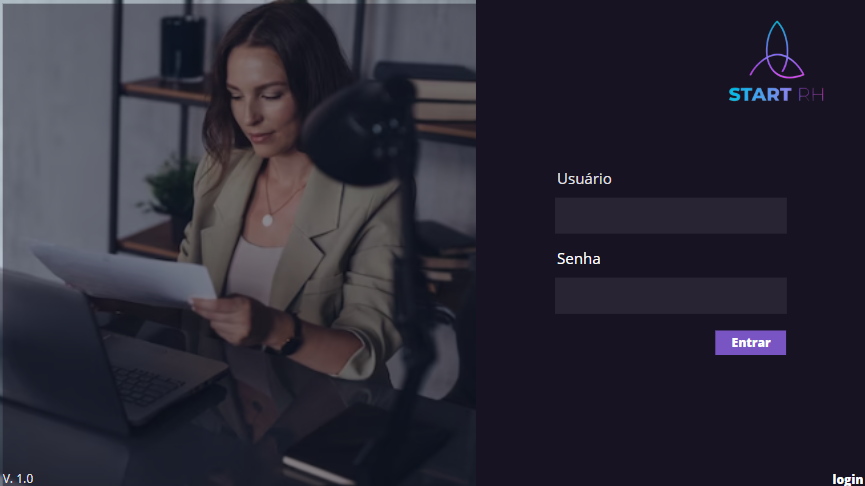 START RH
Usuário
Senha
Entrar
V. 1.0
login